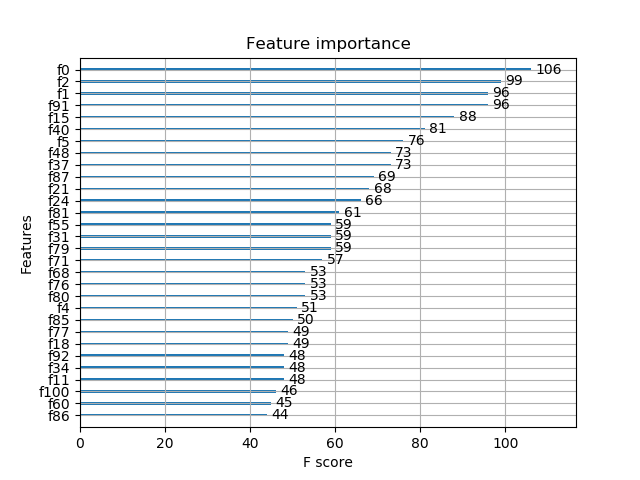 Feature importance
f0 106
f2 99
f1 96
f91 96
f15 88
f40 81
f5 76
f48 73
f37 73
f87 69
f21 68
f24 66
f81 61
f55 59
f31 59
f79 59
f71 57
f68 53
f76 53
f80 53
f4 51
f85 50
f77 49
f18 49
f92 48
f34 48
f11 48
f100 46
f60 45
f86 44
Features
0 20 40 60 80 100
F score